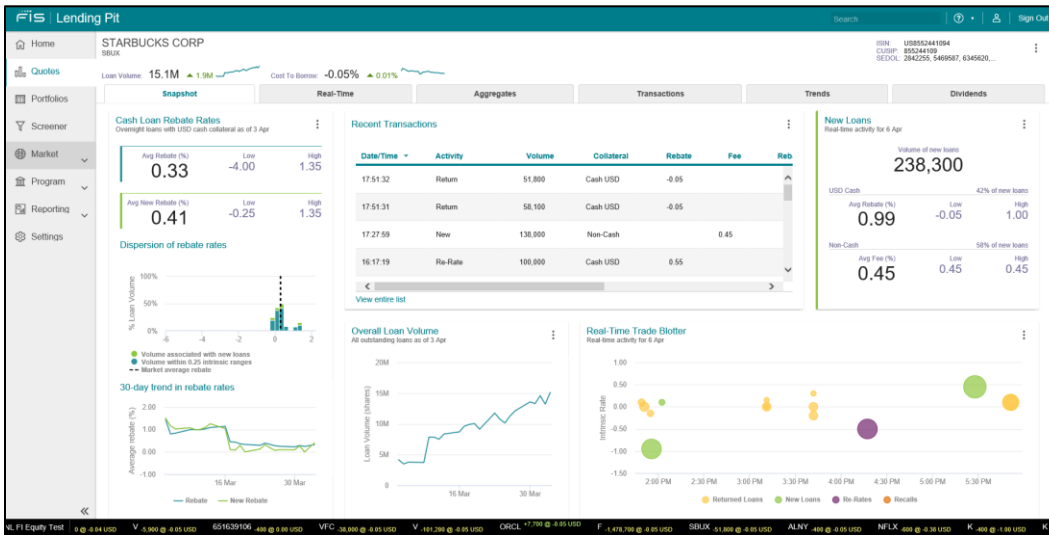 FIS | Lending Pit
Search
Sign Out
Home
Quotes
Portfolios
Screener
Market
Program
Reporting
Settings
STARBUCKS CORP
SBUX
ISIN: US8552441094
CUSIP: 855244109
SEDOL: 2842255, 5469587, 6345620,...
Loan Volume: 15.1M ▲ 1.9M
Cost To Borrow: -0.05% ▲ 0.01%
Snapshot
Real-Time
Aggregates
Transactions
Trends
Dividends
Cash Loan Rebate Rates
Overnight loans with USD cash collateral as of 3 Apr
Avg Rebate (%) Low High
0.33 -4.00 1.35
Avg New Rebate (%) Low High
0.41 -0.25 1.35
Dispersion of rebate rates
% Loan Volume
100%
50%
0%
-6 -4 -2 0 2
Volume associated with new loans
Volume within 0.25 intrinsic ranges
Market average rebate
30-day trend in rebate rates
Average rebate (%)
2.00
1.00
0.00
-1.00
16 Mar 30 Mar
Rebate New Rebate
Recent Transactions
Date/Time Activity Volume Collateral Rebate Fee Reb
17:51:32 Return 51,800 Cash USD -0.05
17:51:31 Return 58,100 Cash USD -0.05
17:27:59 New 138,000 Non-Cash 0.45
16:17:19 Re-Rate 100,000 Cash USD 0.55
View entire list
New Loans
Real-time activity for 6 Apr
Volume of new loans
238,300
USD Cash 42% of new loans
Avg Rebate (%) Low High
0.99 -0.05 1.00
Non-Cash 58% of new loans
Avg Fee (%) Low High
0.45 0.45 0.45
Overall Loan Volume
All outstanding loans as of 3 Apr
Loan Volume (shares)
20M
15M
10M
5M
0
16 Mar 30 Mar
Real-Time Trade Blotter
Real-time activity for 6 Apr
Intrinsic Rate
1.00
0.50
0.00
-0.50
-1.00
-1.50
2:00 PM 2:30 PM 3:00 PM 3:30 PM 4:00 PM 4:30 PM 5:00 PM 5:30 PM
Returned Loans New Loans Re-Rates Recalls
NL FI Equity Test 0 @ -0.04 USD V -5,900 @ -0.05 USD 651639106 -400 @ 0.00 USD VFC -38,000 @ -0.05 USD V -101,200 @ -0.05 USD ORCL +7,700 @ -0.05 USD F -1,478,700 @ -0.05 USD SBUX -51,800 @ -0.05 USD ALNY -400 @ -0.05 USD NFLX -600 @ -0.38 USD K -400 @ -1.00 USD K